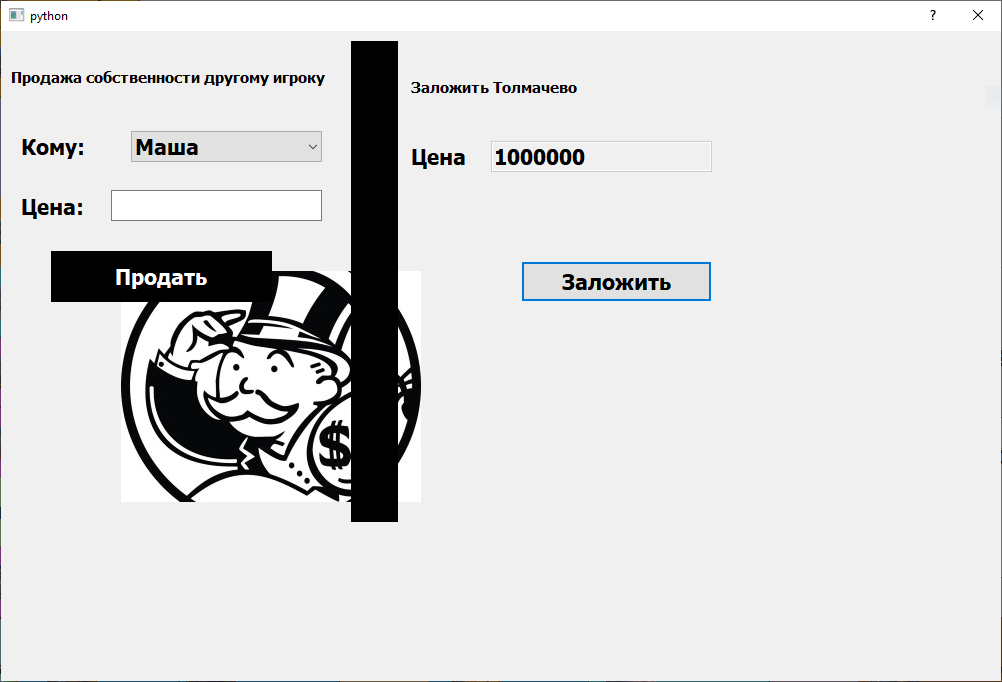 python
Продажа собственности другому игроку
Кому: Маша
Цена:
Продать
$
Заложить Толмачево
Цена 1000000
Заложить